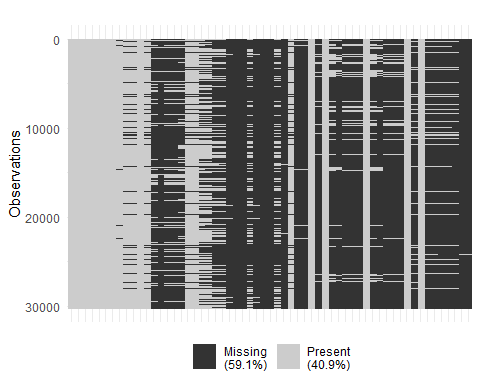 0
10000
20000
30000
Observations
Missing
(59.1%)
Present
(40.9%)